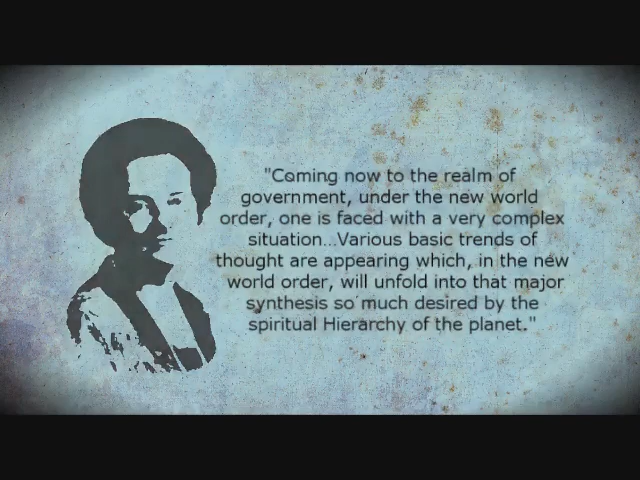 "Coming now to the realm of
government, under the new world
order, one is faced with a very complex
situation...Various basic trends of
thought are appearing which, in the new
world order, will unfold into that major
synthesis so much desired by the
spiritual Hierarchy of the planet."